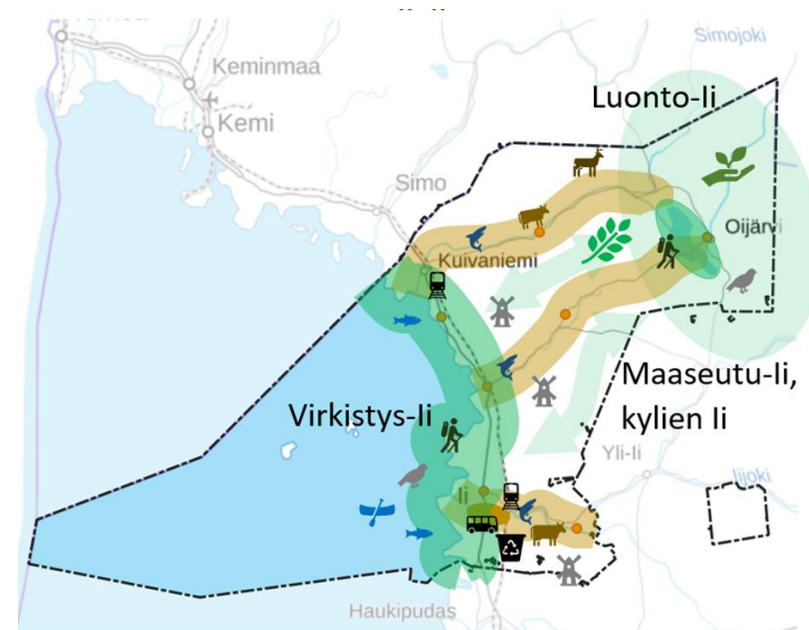 Simojoki
Keminmaa
Luonto-Ii
Kemi
Simo
Oijärvi
Kuivaniemi
Maaseutu-Ii,
kylien Ii
Virkistys-Ii
Yli-Ii
Iijoki
Ii
Haukipudas